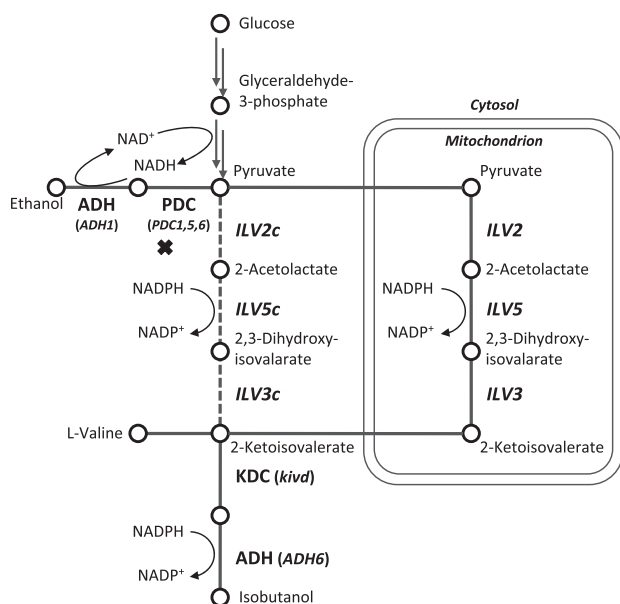 Glucose
Glyceraldehyde-
3-phosphate
Cytosol
Mitochondrion
NAD⁺
NADH
Pyruvate
Pyruvate
Ethanol
ADH
(ADH1)
PDC
(PDC1,5,6)
ILV2c
ILV2
2-Acetolactate
2-Acetolactate
NADPH
ILV5c
NADP⁺
NADPH
ILV5
NADP⁺
2,3-Dihydroxy-
isovalarate
2,3-Dihydroxy-
isovalarate
ILV3c
ILV3
L-Valine
2-Ketoisovalerate
2-Ketoisovalerate
KDC (kivd)
NADPH
ADH (ADH6)
NADP⁺
Isobutanol